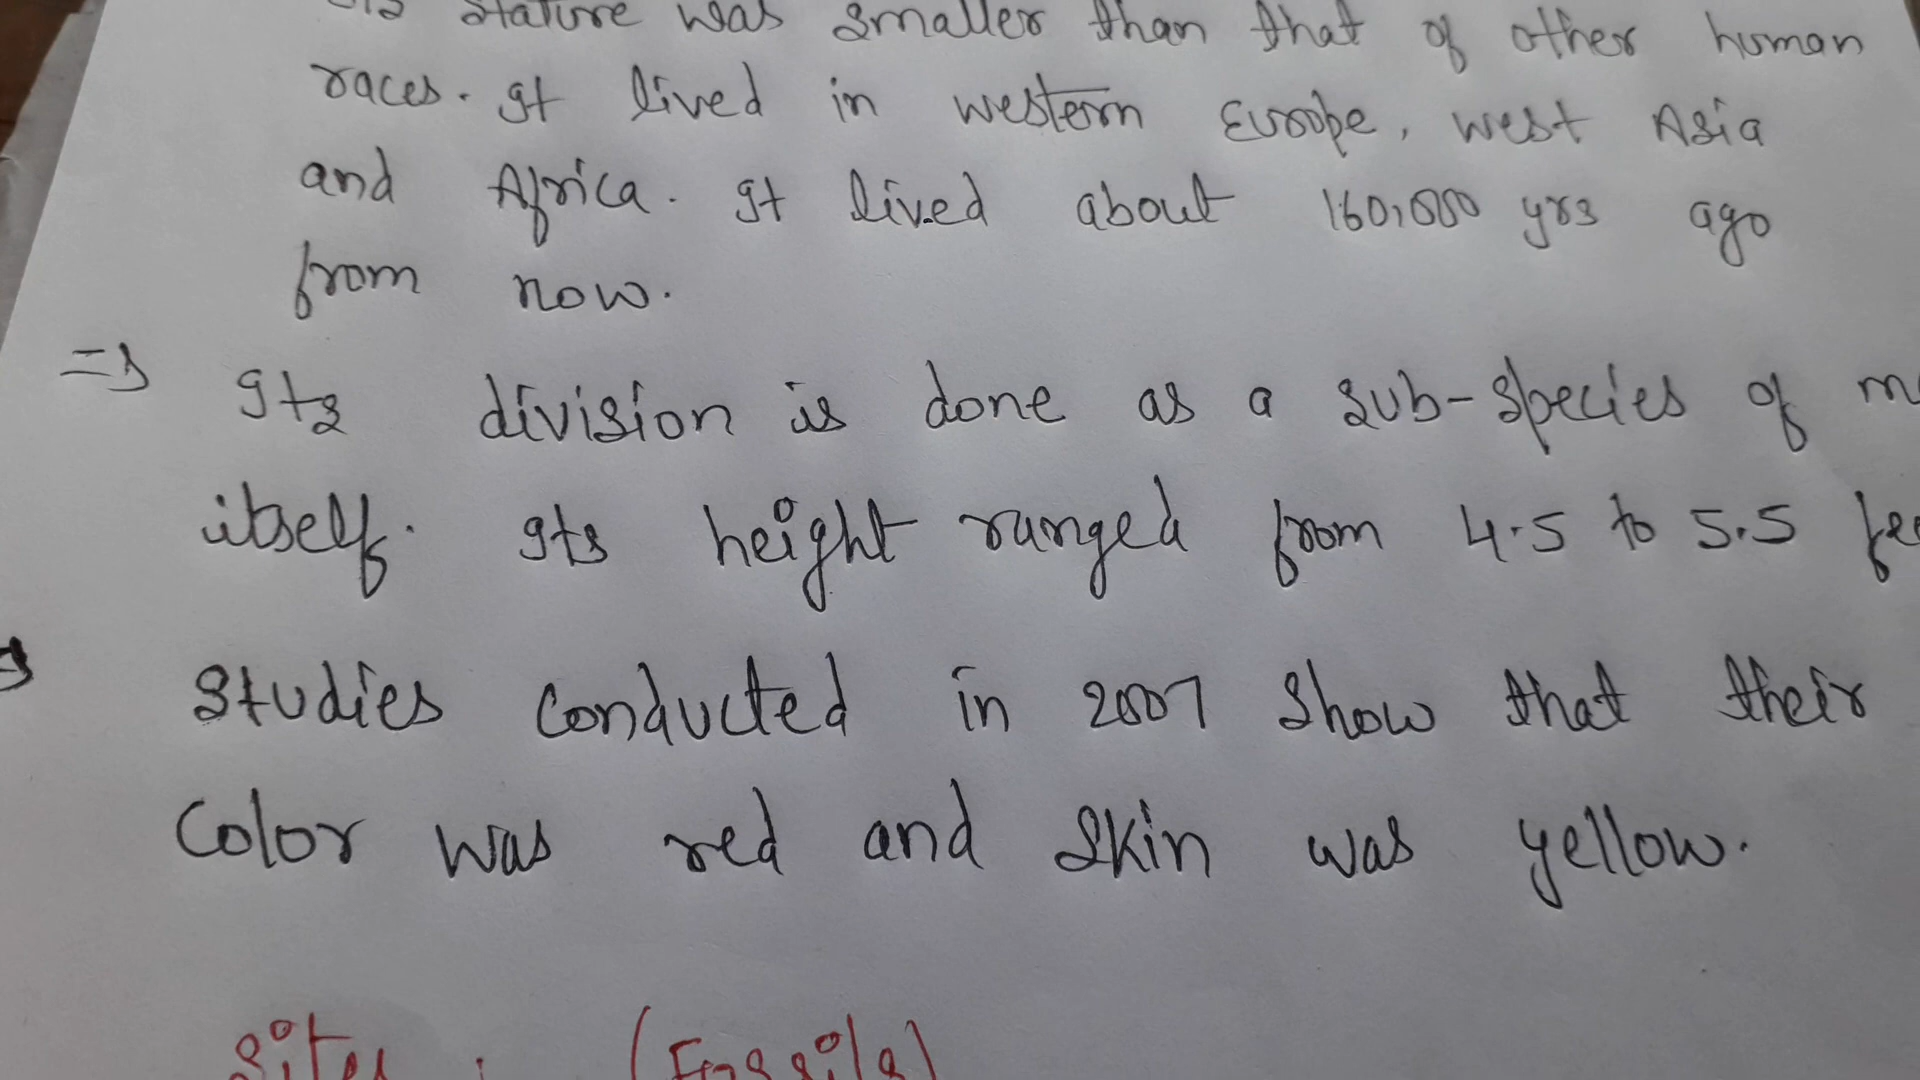 stature was smaller than that of other human
races. It lived in western Europe, west Asia
and Africa. It lived about 160,000 yrs ago
from now.
⇒ Its division is done as a sub-species of
itself. Its height ranged from 4.5 to 5.5
Studies conducted in 2007 show that their
Color was red and skin was yellow.
Sites : (Fossils)